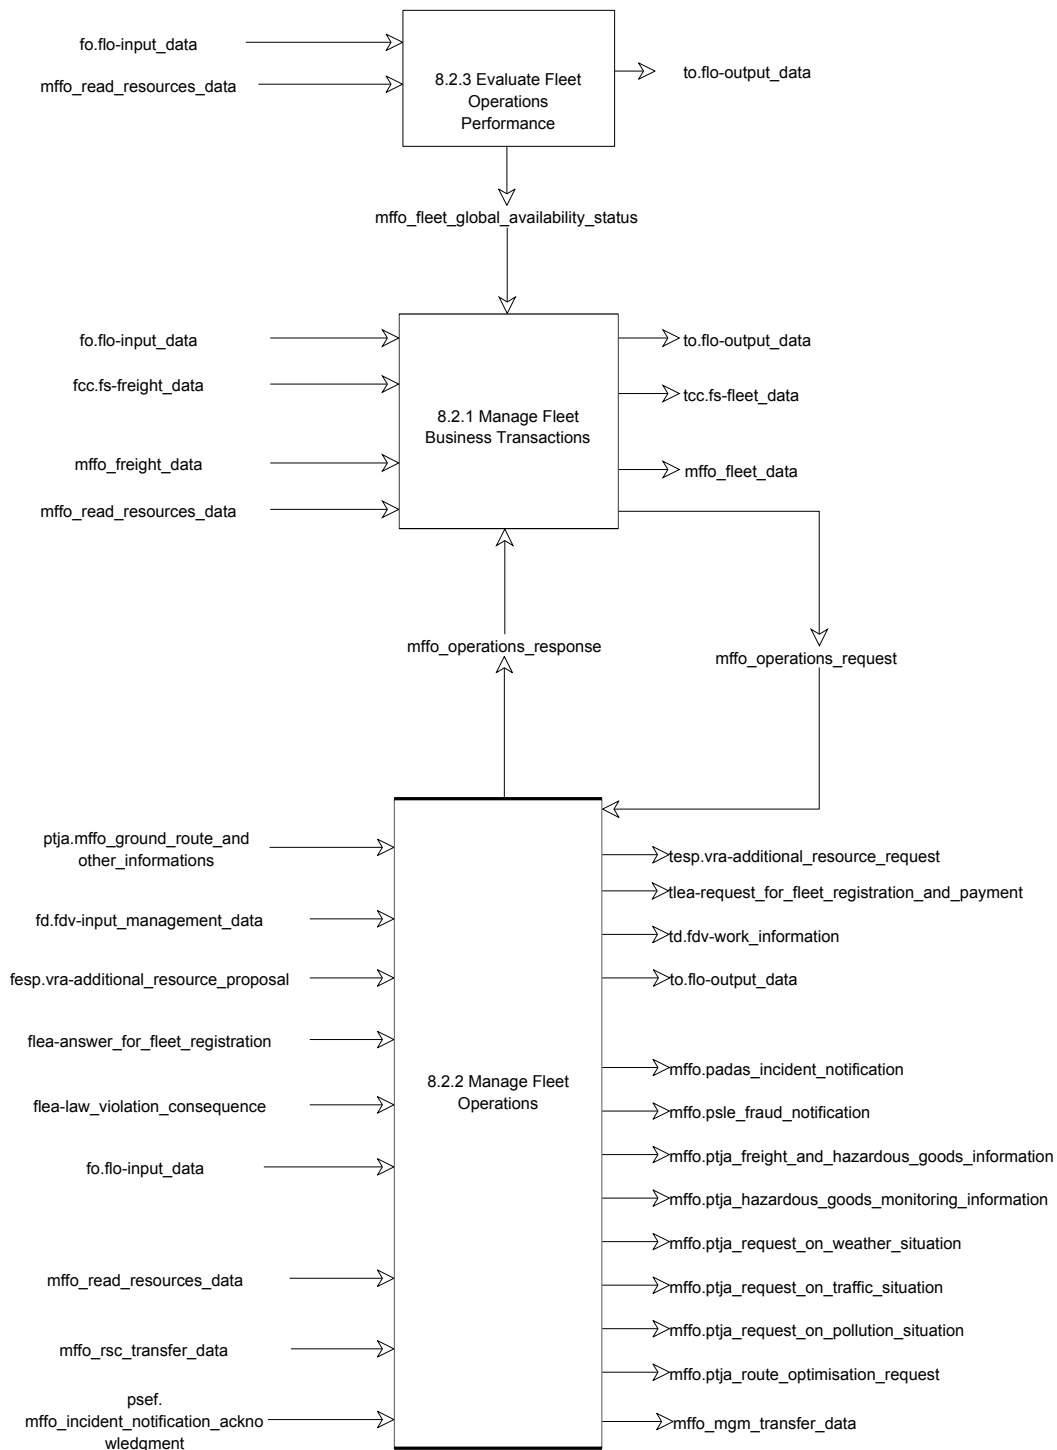 fo.flo-input_data
mffo_read_resources_data
8.2.3 Evaluate Fleet
Operations
Performance
to.flo-output_data
mffo_fleet_global_availability_status
fo.flo-input_data
fcc.fs-freight_data
mffo_freight_data
mffo_read_resources_data
8.2.1 Manage Fleet
Business Transactions
to.flo-output_data
tcc.fs-fleet_data
mffo_fleet_data
mffo_operations_response
mffo_operations_request
ptja.mffo_ground_route_and
other_informations
fd.fdv-input_management_data
fesp.vra-additional_resource_proposal
flea-answer_for_fleet_registration
flea-law_violation_consequence
fo.flo-input_data
mffo_read_resources_data
mffo_rsc_transfer_data
psef.
mffo_incident_notification_ackno
wledgment
8.2.2 Manage Fleet
Operations
tesp.vra-additional_resource_request
tlea-request_for_fleet_registration_and_payment
td.fdv-work_information
to.flo-output_data
mffo.padas_incident_notification
mffo.psle_fraud_notification
mffo.ptja_freight_and_hazardous_goods_information
mffo.ptja_hazardous_goods_monitoring_information
mffo.ptja_request_on_weather_situation
mffo.ptja_request_on_traffic_situation
mffo.ptja_request_on_pollution_situation
mffo.ptja_route_optimisation_request
mffo_mgm_transfer_data